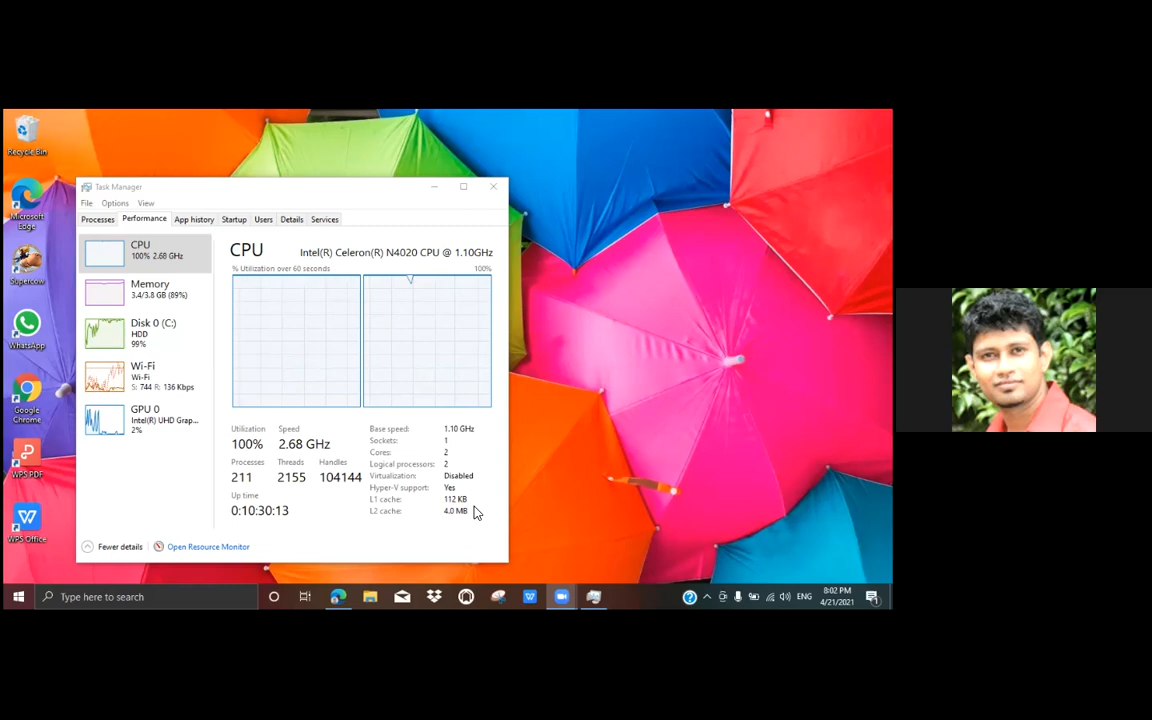 Recycle Bin
Microsoft
Edge
Supercow
WhatsApp
Google
Chrome
WPS PDF
WPS Office
Task Manager
File Options View
Processes Performance App history Startup Users Details Services
CPU
100% 2.68 GHz
Memory
3.4/3.8 GB (89%)
Disk 0 (C:)
HDD
99%
Wi-Fi
Wi-Fi
S: 744 R: 136 Kbps
GPU 0
Intel(R) UHD Grap...
2%
CPU Intel(R) Celeron(R) N4020 CPU @ 1.10GHz
% Utilization over 60 seconds 100%
Utilization Speed
100% 2.68 GHz
Processes Threads Handles
211 2155 104144
Up time
0:10:30:13
Base speed: 1.10 GHz
Sockets: 1
Cores: 2
Logical processors: 2
Virtualization: Disabled
Hyper-V support: Yes
L1 cache: 112 KB
L2 cache: 4.0 MB
Fewer details Open Resource Monitor
Type here to search
ENG
8:02 PM
4/21/2021